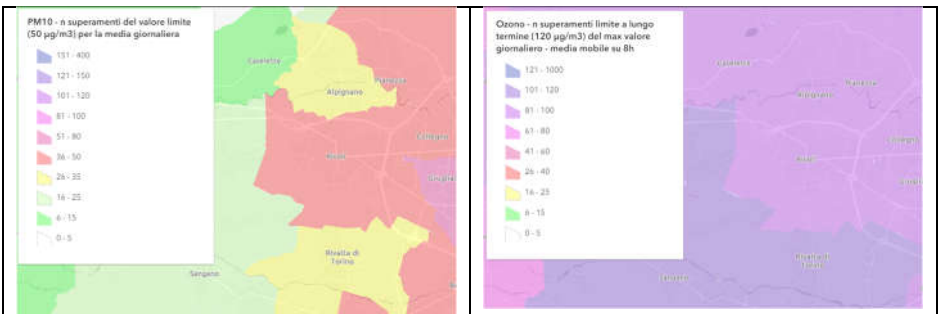 PM10 - n superamenti del valore limite
(50 µg/m3) per la media giornaliera
151 - 400
121 - 150
101 - 120
81 - 100
51 - 80
36 - 50
26 - 35
16 - 25
6 - 15
0 - 5
Caselette
Pianezza
Alpignano
Collegno
Rivoli
Rivalta di
Torino
Sangano
Ozono - n superamenti limite a lungo
termine (120 µg/m3) del max valore
giornaliero - media mobile su 8h
121 - 1000
101 - 120
81 - 100
61 - 80
41 - 60
26 - 40
16 - 25
6 - 15
0 - 5
Caselette
Pianezza
Alpignano
Collegno
Rivoli
Rivalta di
Torino
Sangano